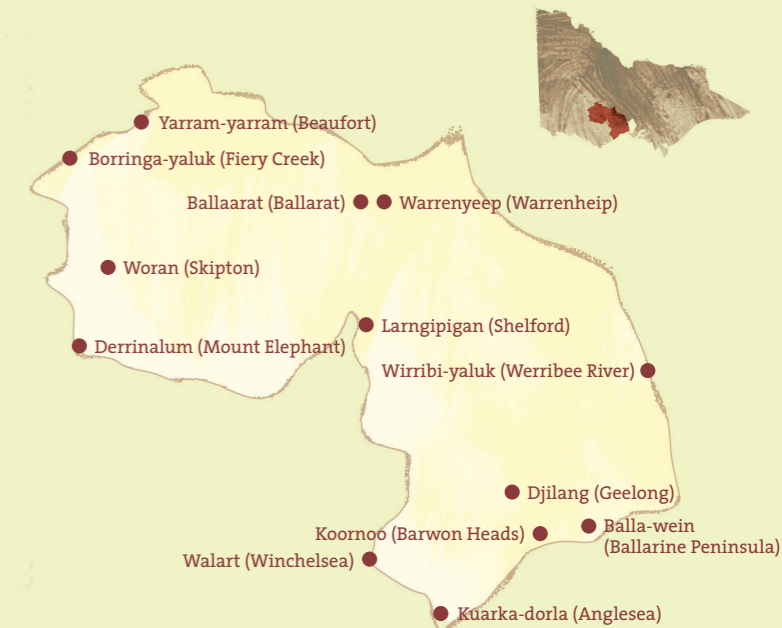 Yarram-yarram (Beaufort)
Borringa-yaluk (Fiery Creek)
Ballaarat (Ballarat)
Warrenyeep (Warrenheip)
Woran (Skipton)
Larngipigan (Shelford)
Derrinalum (Mount Elephant)
Wirribi-yaluk (Werribee River)
Djilang (Geelong)
Koornoo (Barwon Heads)
Balla-wein
(Ballarine Peninsula)
Walart (Winchelsea)
Kuarka-dorla (Anglesea)